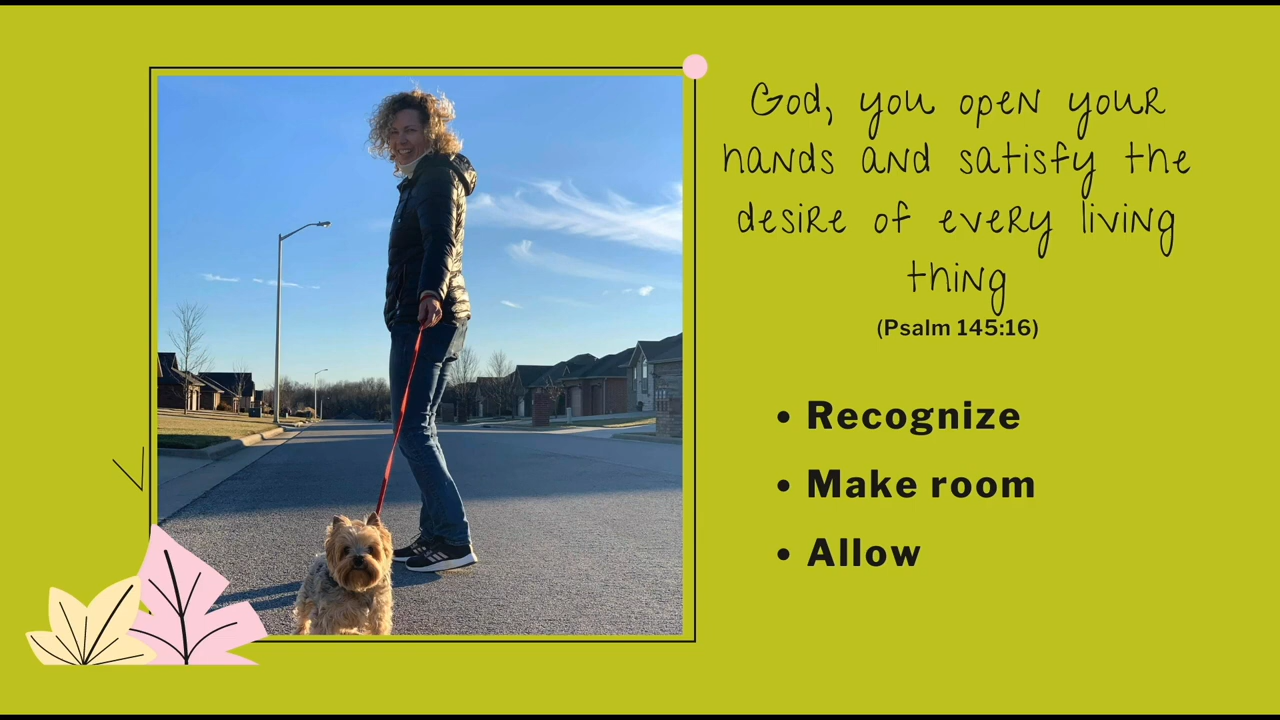 God, you open your
hands and satisfy the
desire of every living
thing
(Psalm 145:16)
• Recognize
• Make room
• Allow